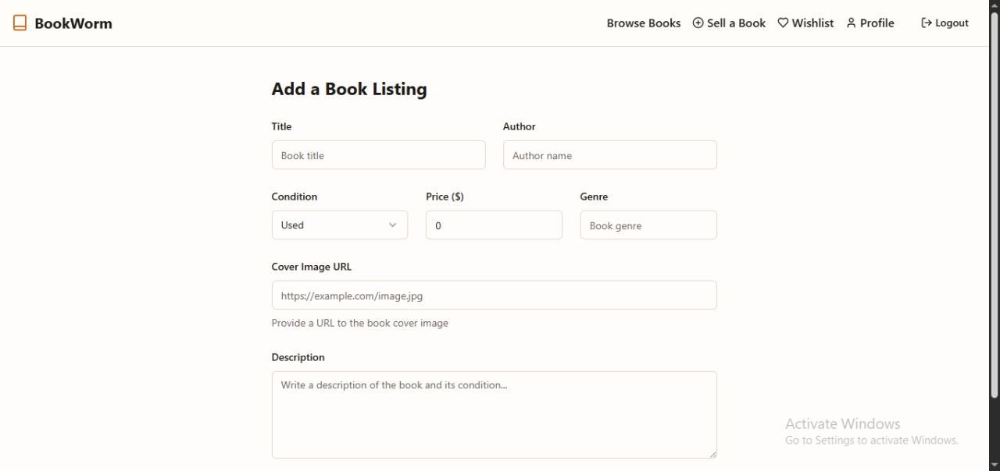 BookWorm
Browse Books Sell a Book Wishlist Profile Logout
Add a Book Listing
Title Author
Book title Author name
Condition Price ($) Genre
Used 0 Book genre
Cover Image URL
https://example.com/image.jpg
Provide a URL to the book cover image
Description
Write a description of the book and its condition...
Activate Windows
Go to Settings to activate Windows.